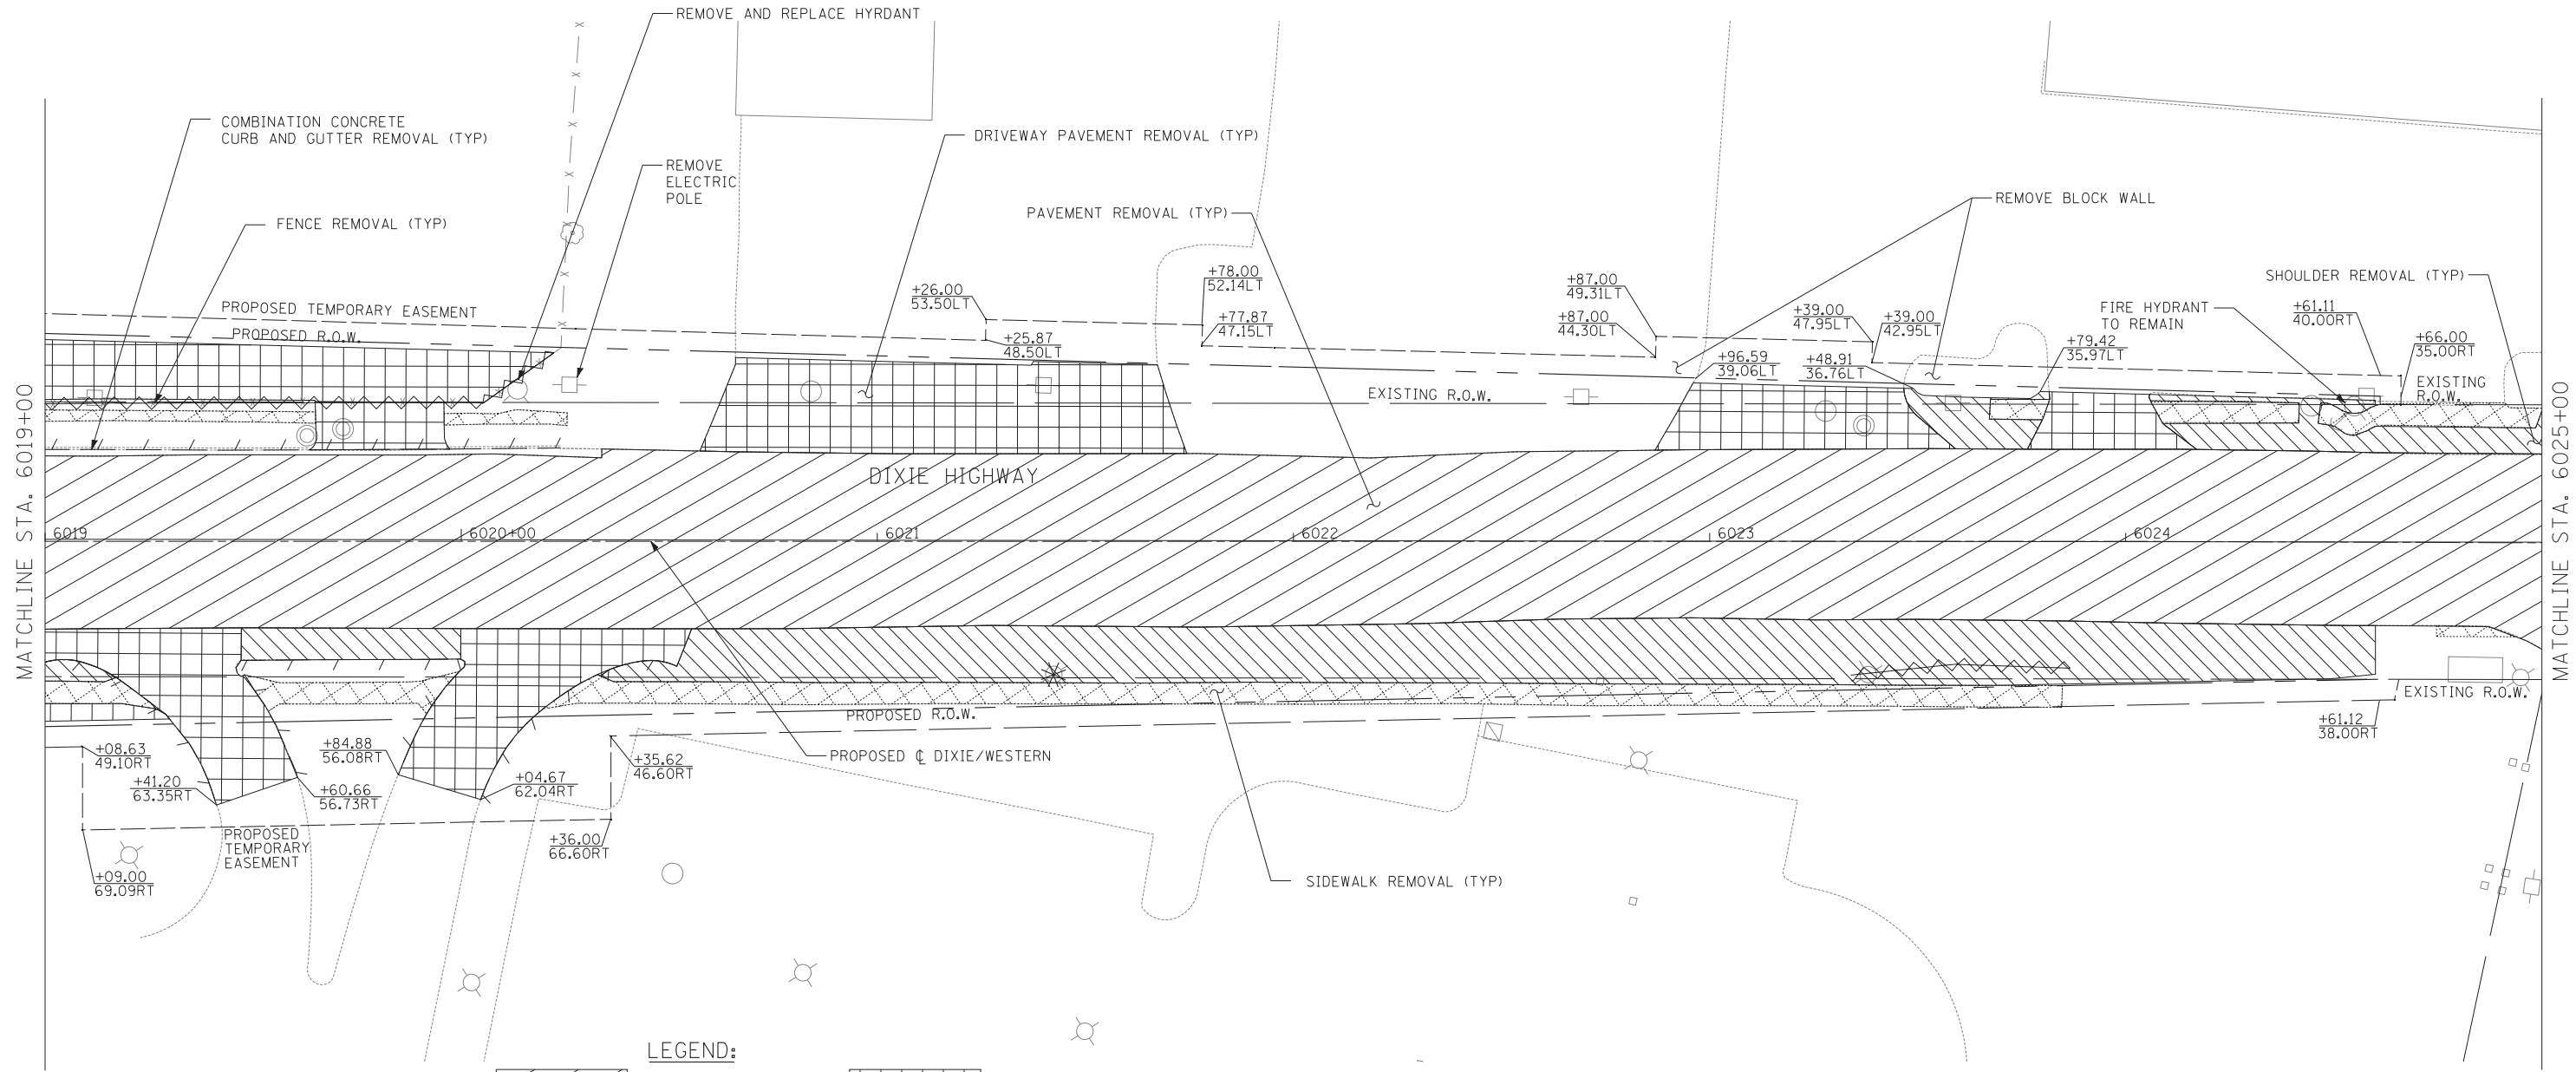 REMOVE AND REPLACE HYRDANT
COMBINATION CONCRETE
CURB AND GUTTER REMOVAL (TYP)
DRIVEWAY PAVEMENT REMOVAL (TYP)
REMOVE
ELECTRIC
POLE
REMOVE BLOCK WALL
PAVEMENT REMOVAL (TYP)
FENCE REMOVAL (TYP)
SHOULDER REMOVAL (TYP)
+26.00
53.50LT
+78.00
52.14LT
+87.00
49.31LT
PROPOSED TEMPORARY EASEMENT
PROPOSED R.O.W.
+25.87
48.50LT
+77.87
47.15LT
+87.00
44.30LT
+39.00
47.95LT
+39.00
42.95LT
FIRE HYDRANT
TO REMAIN
+61.11
40.00RT
+66.00
35.00RT
+96.59
39.06LT
+48.91
36.76LT
+79.42
35.97LT
EXISTING R.O.W.
EXISTING
R.O.W.
DIXIE HIGHWAY
MATCHLINE STA. 6019+00
MATCHLINE STA. 6025+00
6019
6020+00
6021
6022
6023
6024
EXISTING R.O.W.
PROPOSED R.O.W.
+61.12
38.00RT
+08.63
49.10RT
+84.88
56.08RT
+35.62
46.60RT
PROPOSED ℄ DIXIE/WESTERN
+41.20
63.35RT
+60.66
56.73RT
+04.67
62.04RT
PROPOSED
TEMPORARY
EASEMENT
+36.00
66.60RT
+09.00
69.09RT
SIDEWALK REMOVAL (TYP)
LEGEND: